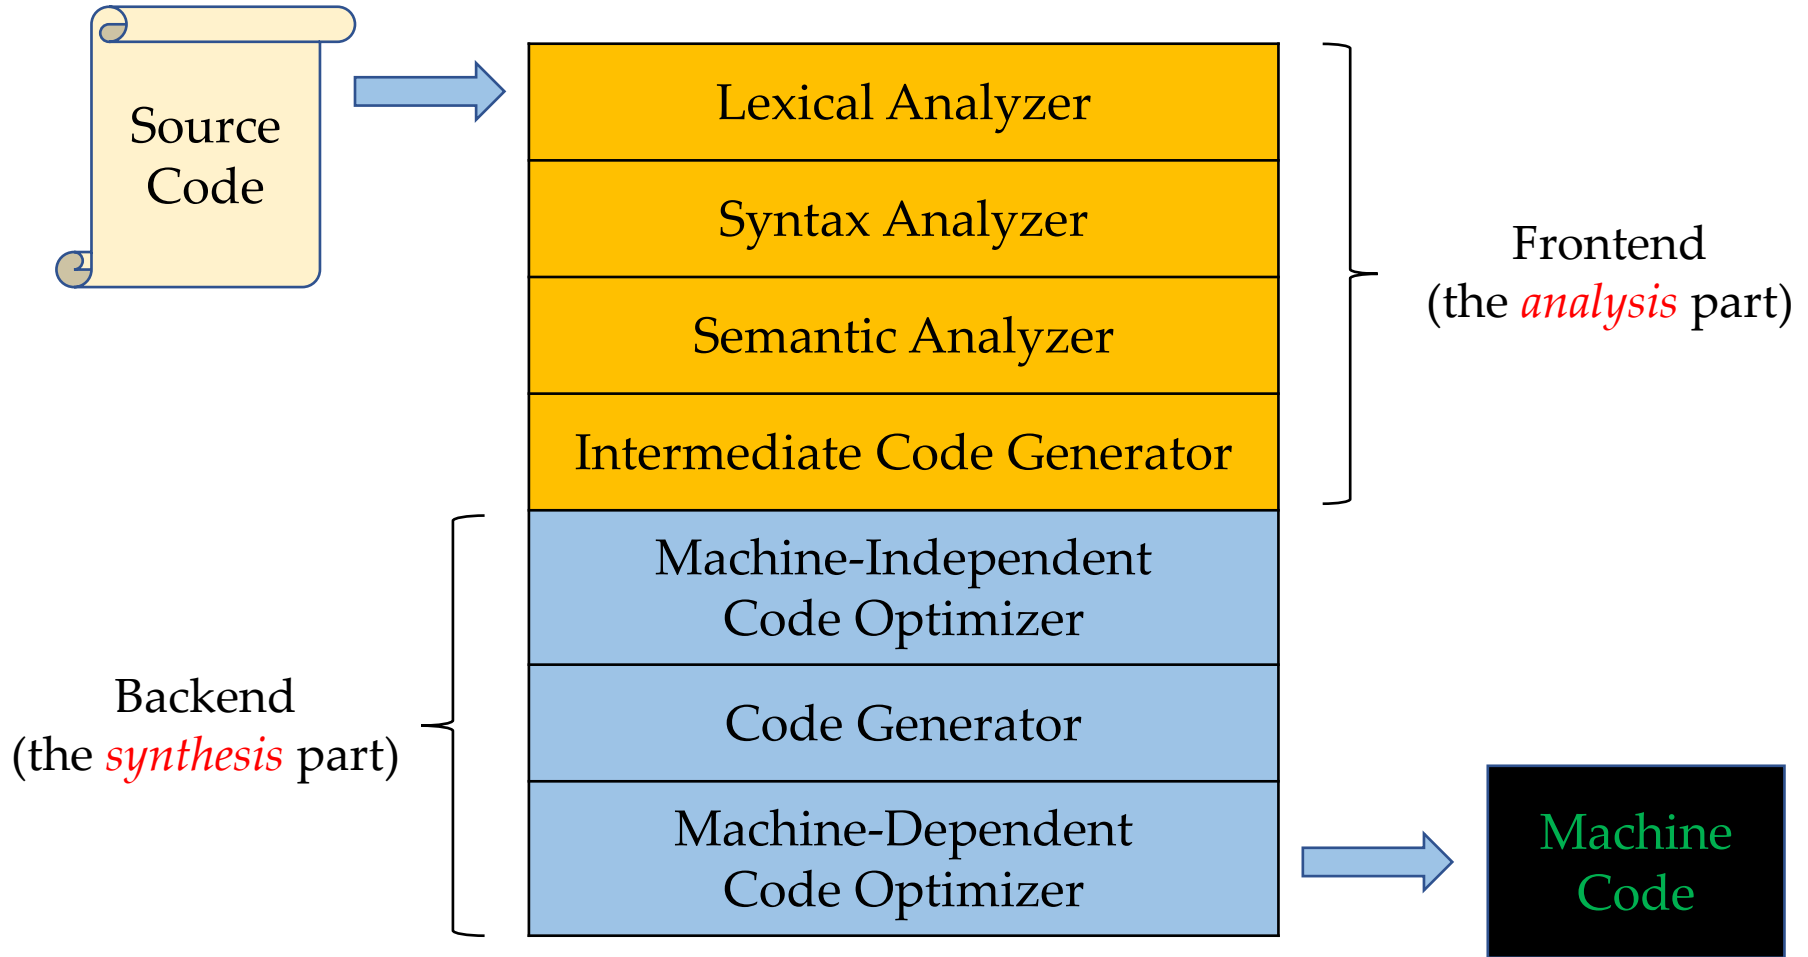 Source
Code
Lexical Analyzer
Syntax Analyzer
Semantic Analyzer
Intermediate Code Generator
Frontend
(the analysis part)
Machine-Independent
Code Optimizer
Code Generator
Machine-Dependent
Code Optimizer
Backend
(the synthesis part)
Machine
Code